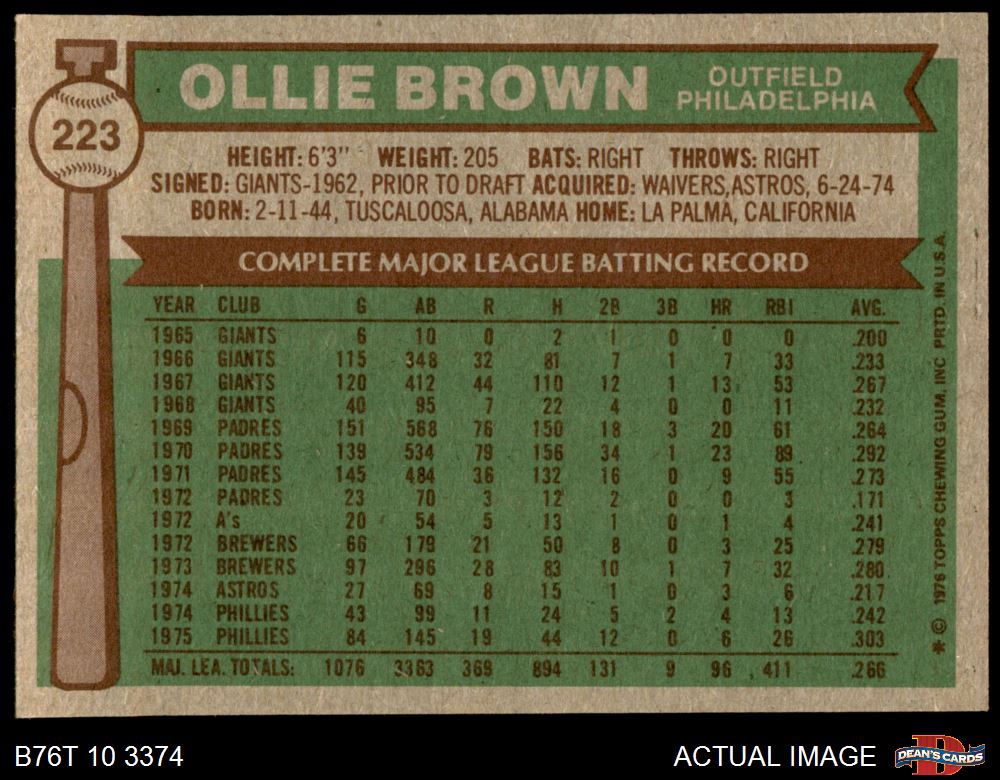 223
OLLIE BROWN
OUTFIELD
PHILADELPHIA
HEIGHT: 6'3" WEIGHT: 205 BATS: RIGHT THROWS: RIGHT
SIGNED: GIANTS-1962, PRIOR TO DRAFT ACQUIRED: WAIVERS,ASTROS, 6-24-74
BORN: 2-11-44, TUSCALOOSA, ALABAMA HOME: LA PALMA, CALIFORNIA
COMPLETE MAJOR LEAGUE BATTING RECORD
YEAR CLUB G AB R H 2B 3B HR RBI AVG.
1965 GIANTS 6 10 0 2 1 0 0 0 .200
1966 GIANTS 115 348 32 81 7 1 7 33 .233
1967 GIANTS 120 412 44 110 12 1 13 53 .267
1968 GIANTS 40 95 7 22 4 0 0 11 .232
1969 PADRES 151 568 76 150 18 3 20 61 .264
1970 PADRES 139 534 79 156 34 1 23 89 .292
1971 PADRES 145 484 36 132 16 0 9 55 .273
1972 PADRES 23 70 3 12 2 0 0 3 .171
1972 A's 20 54 5 13 1 0 1 4 .241
1972 BREWERS 66 179 21 50 8 0 3 25 .279
1973 BREWERS 97 296 28 83 10 1 7 32 .280
1974 ASTROS 27 69 8 15 1 0 3 6 .217
1974 PHILLIES 43 99 11 24 5 2 4 13 .242
1975 PHILLIES 84 145 19 44 12 0 6 26 .303
MAJ. LEA. TOTALS: 1076 3363 369 894 131 9 96 411 .266
* © 1976 TOPPS CHEWING GUM, INC PRTD. IN U.S.A.
B76T 10 3374
ACTUAL IMAGE
DEAN'S CARDS